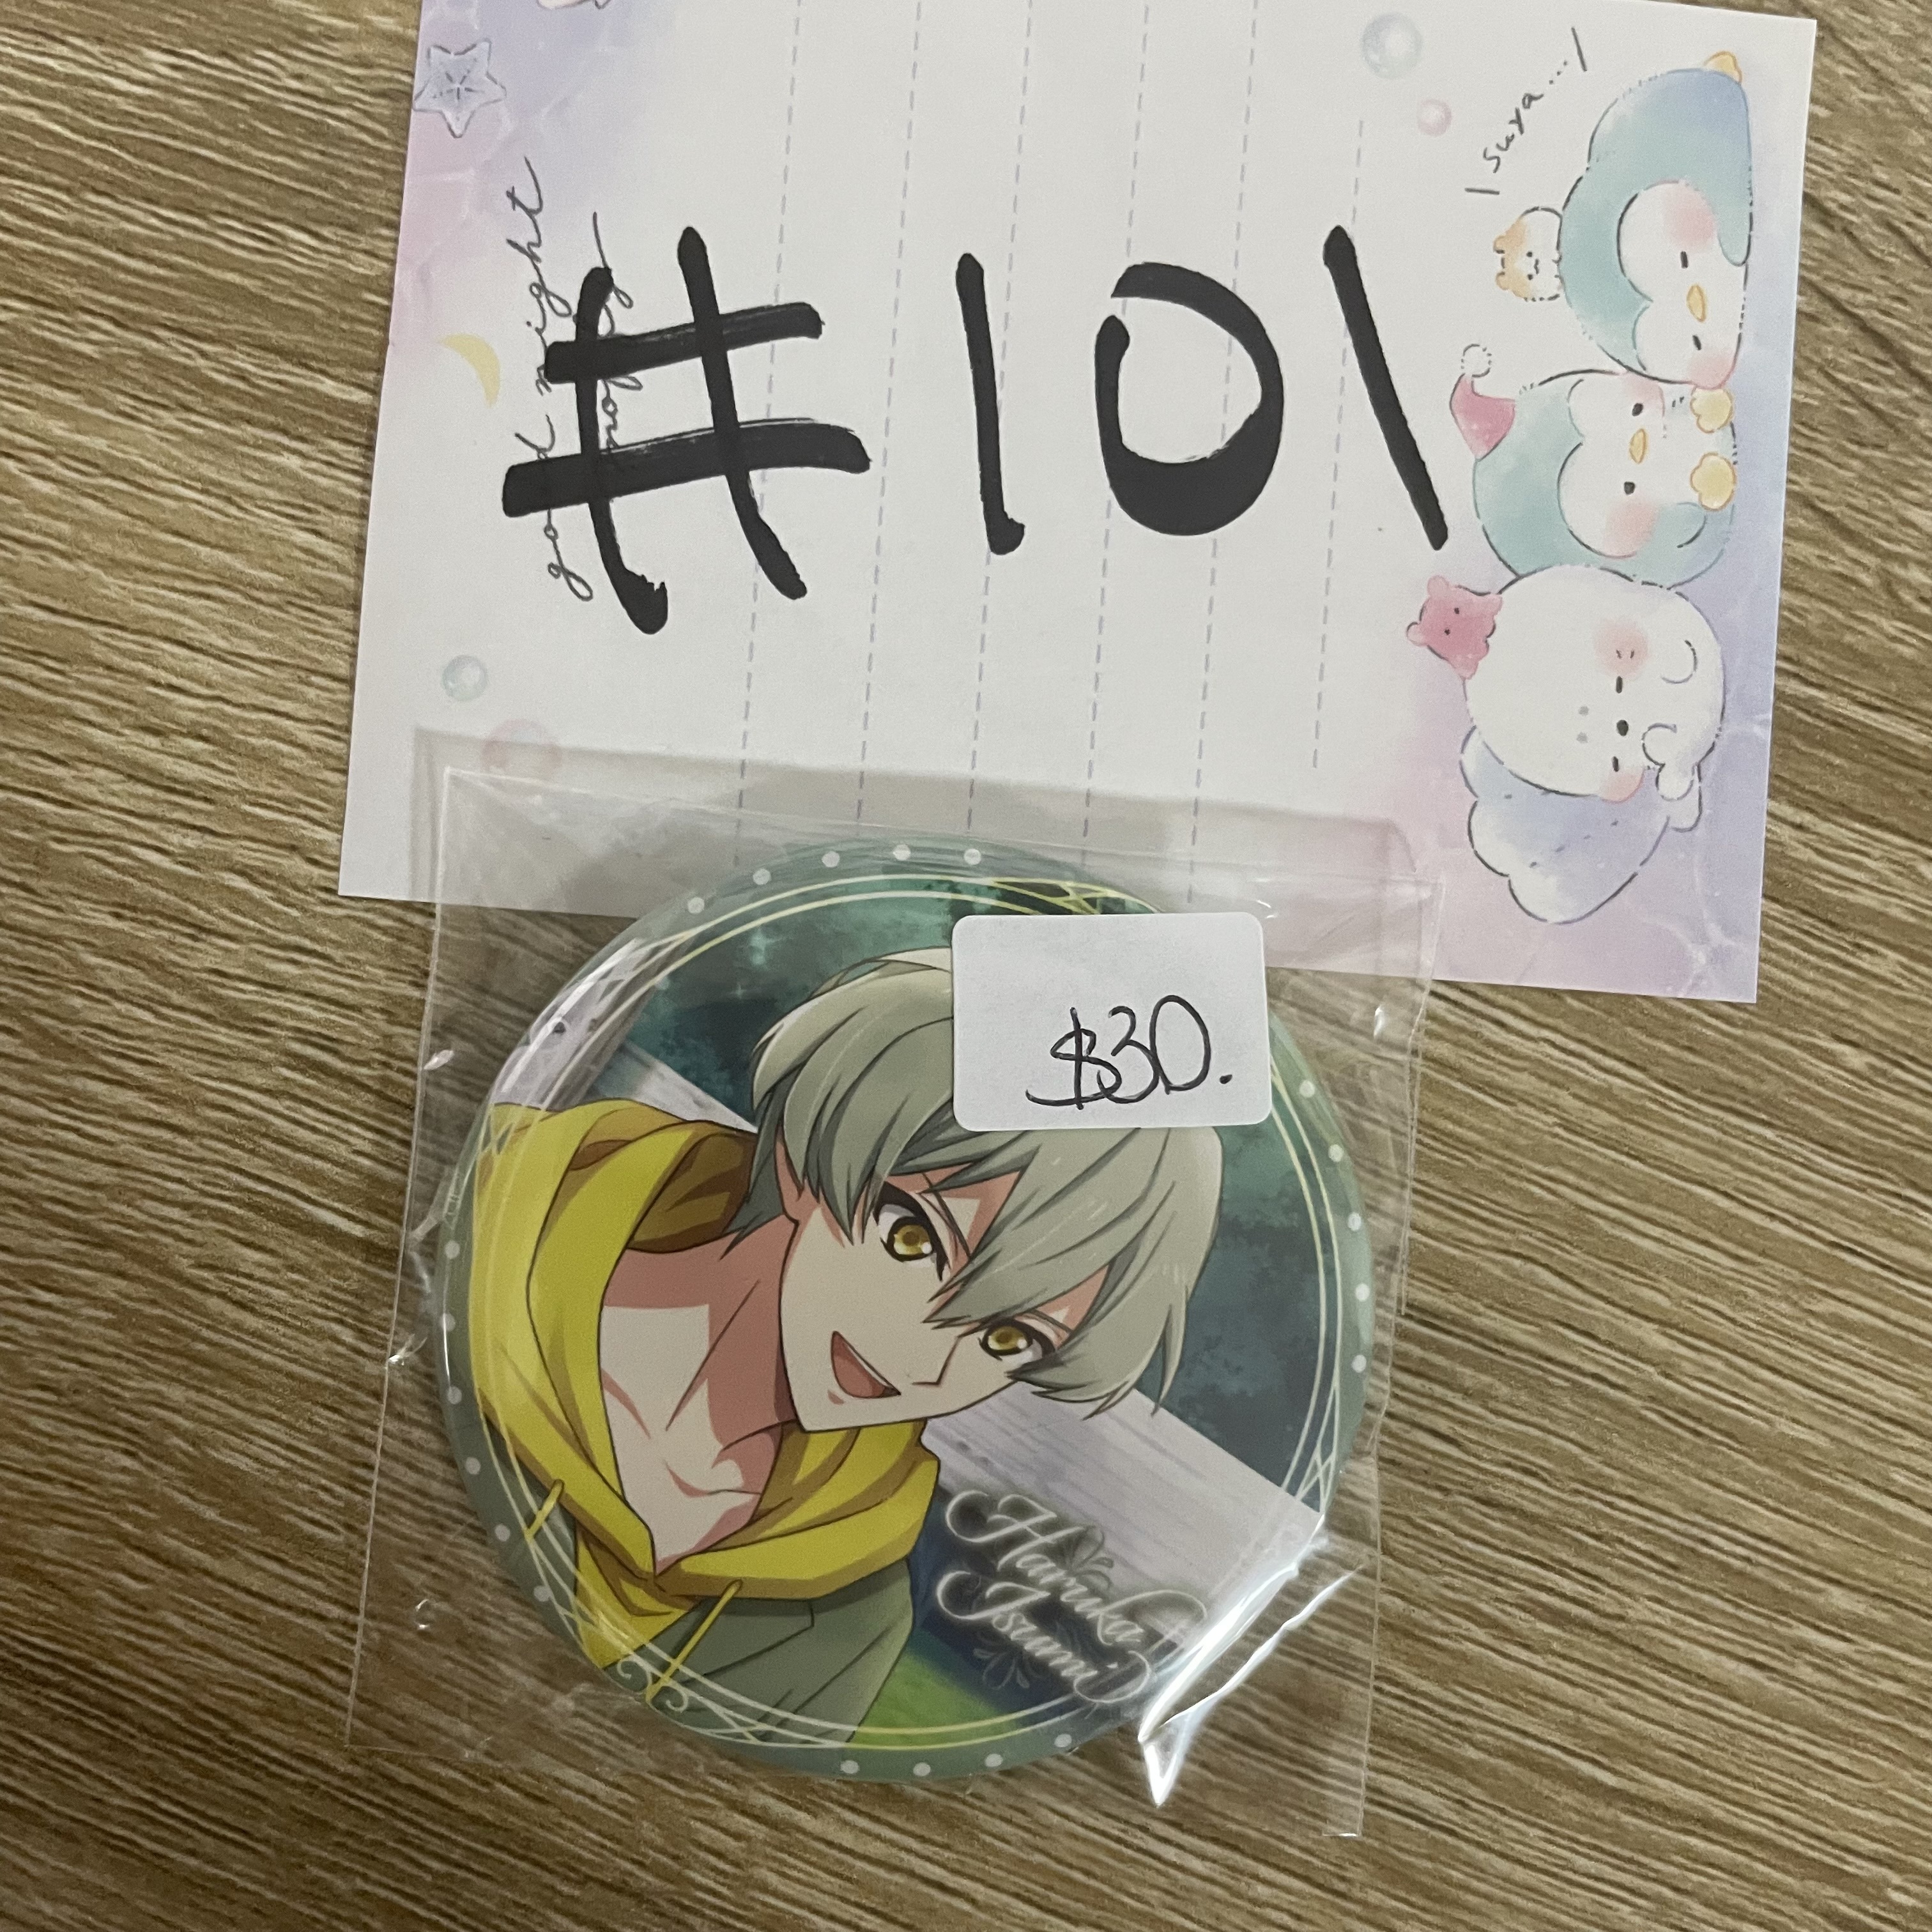 \suya..../
good night
#101
$30.
Haruka
Isumi